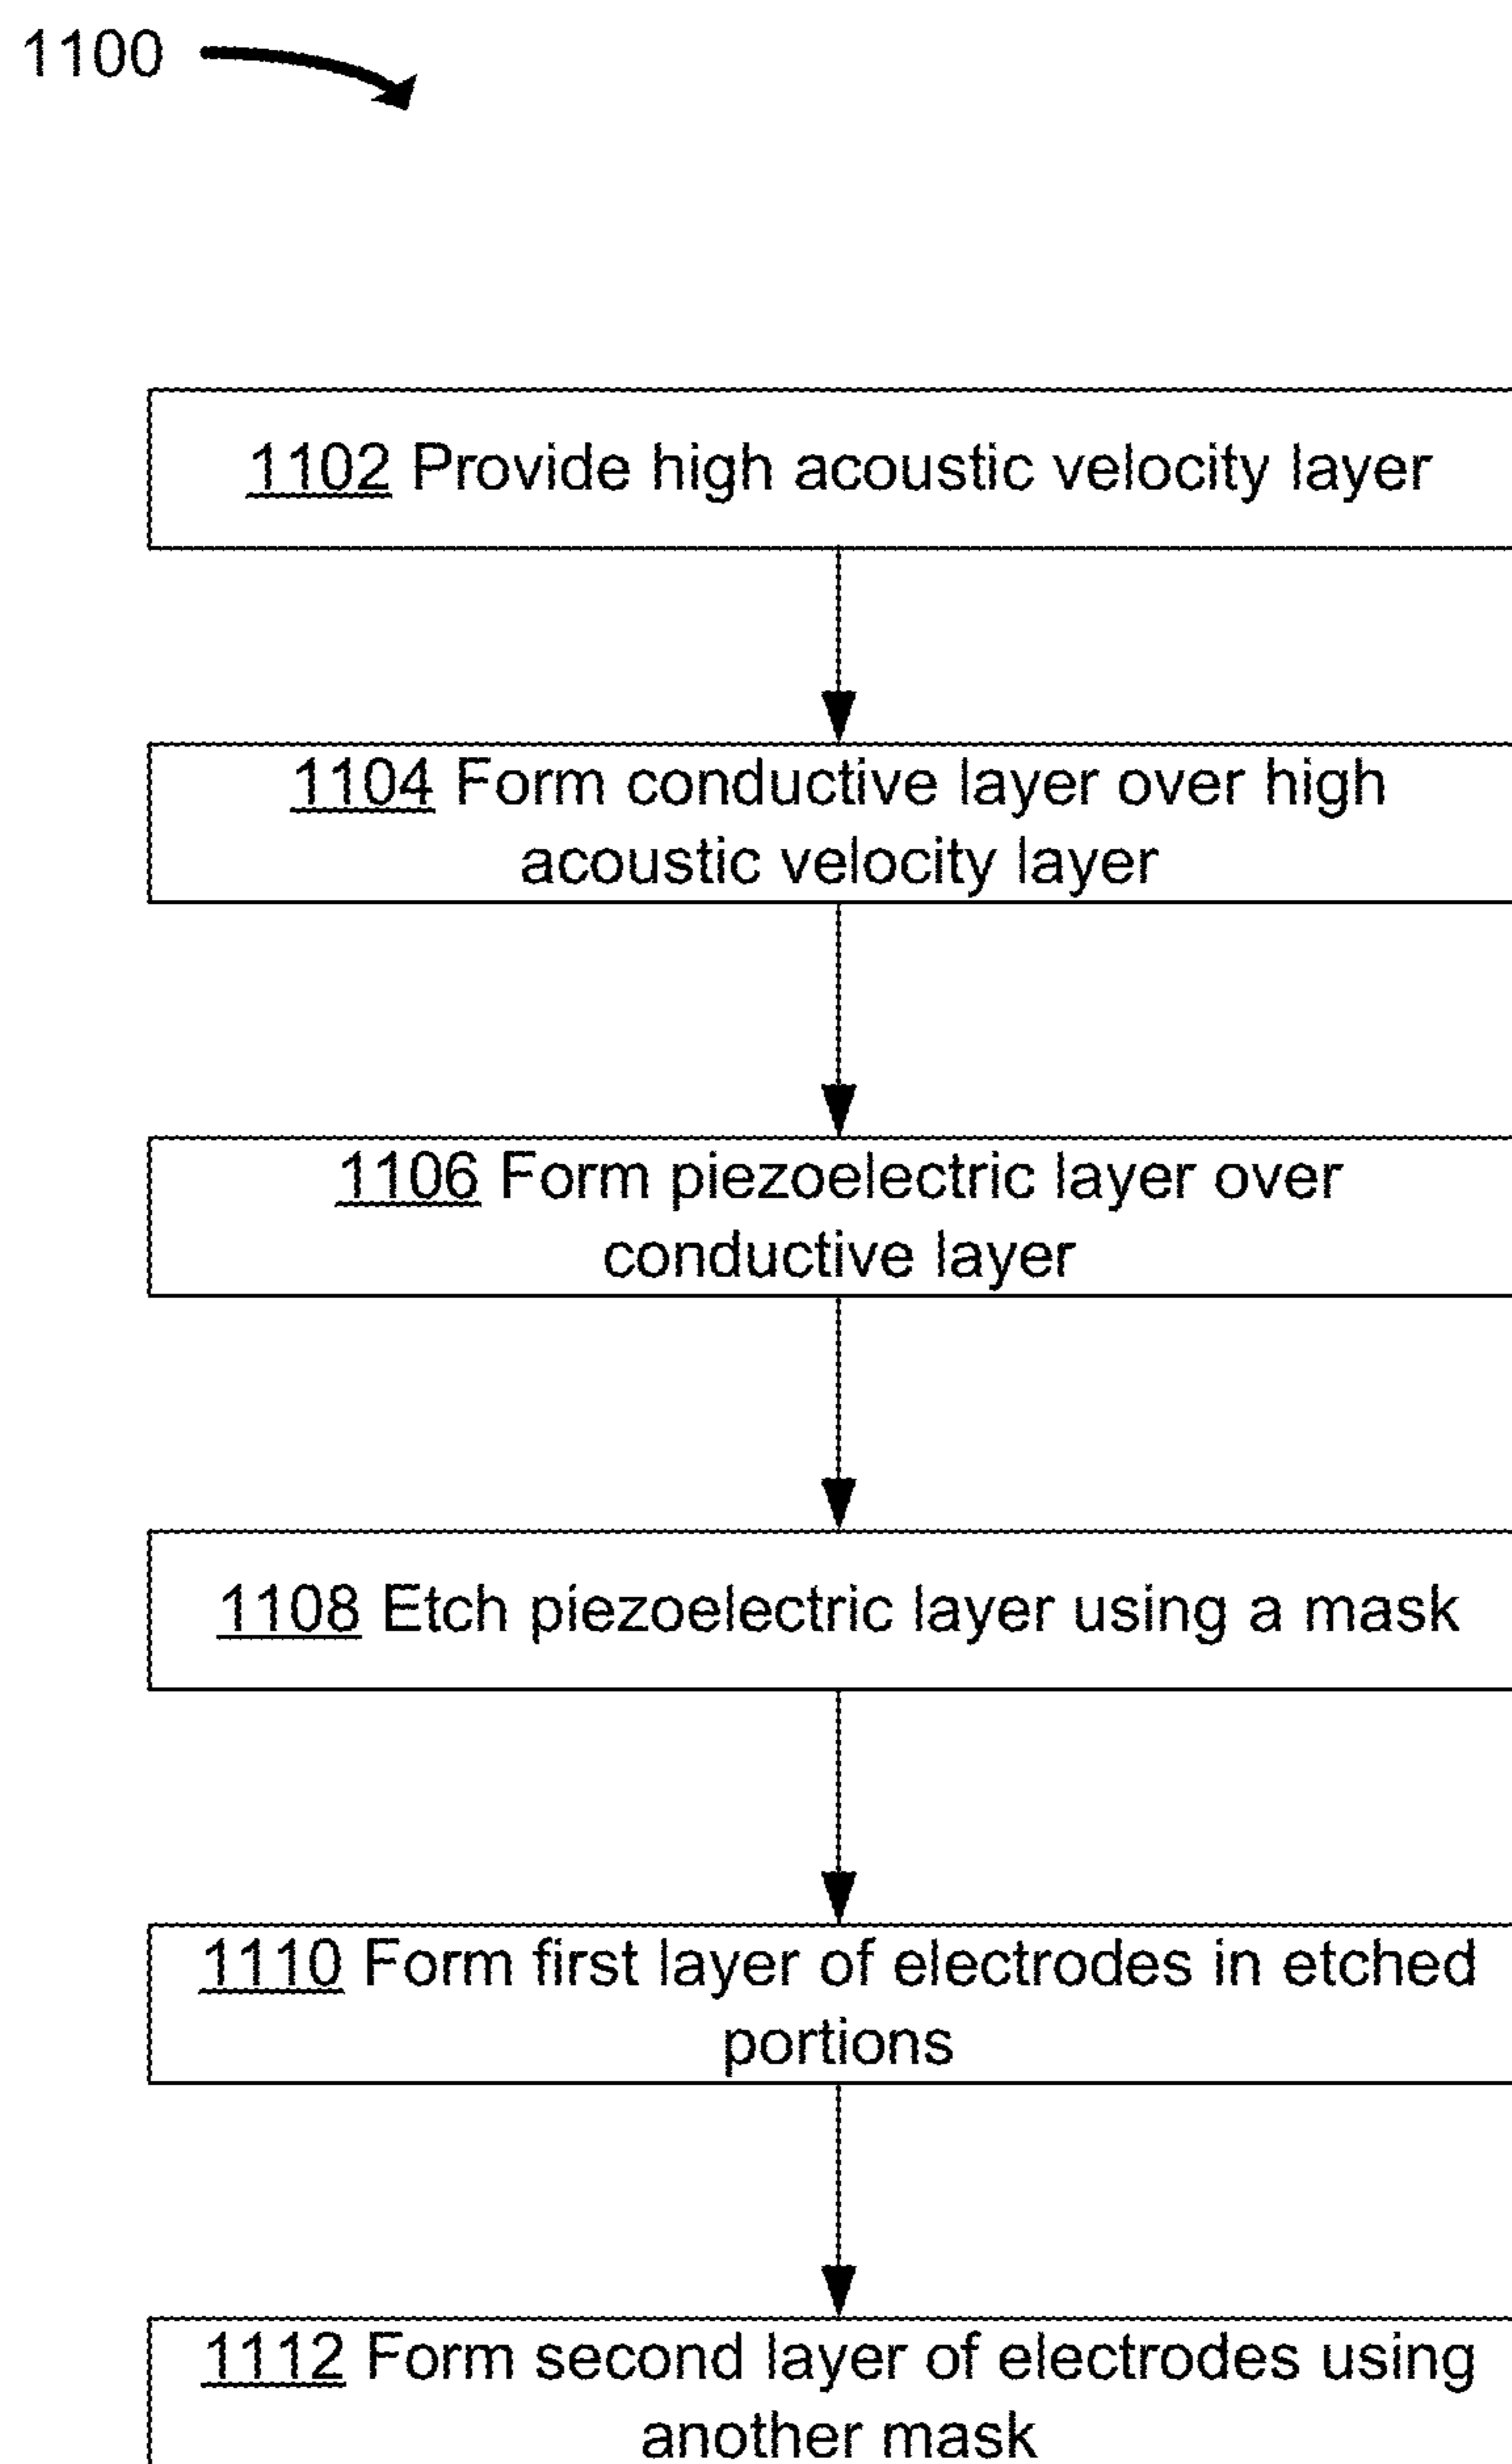 1100
1102 Provide high acoustic velocity layer
1104 Form conductive layer over high
acoustic velocity layer
1106 Form piezoelectric layer over
conductive layer
1108 Etch piezoelectric layer using a mask
1110 Form first layer of electrodes in etched
portions
1112 Form second layer of electrodes using
another mask